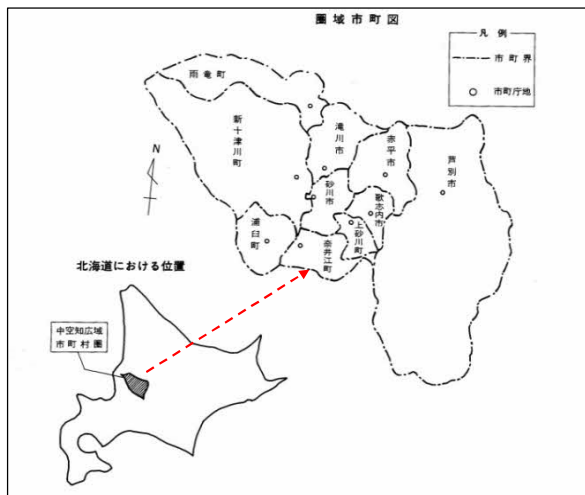 圏域市町図
凡例
市町界
市町庁地
N
雨竜町
新十津川町
滝川市
赤平市
芦別市
砂川市
歌志内市
上砂川町
浦臼町
奈井江町
北海道における位置
中空知広域
市町村圏